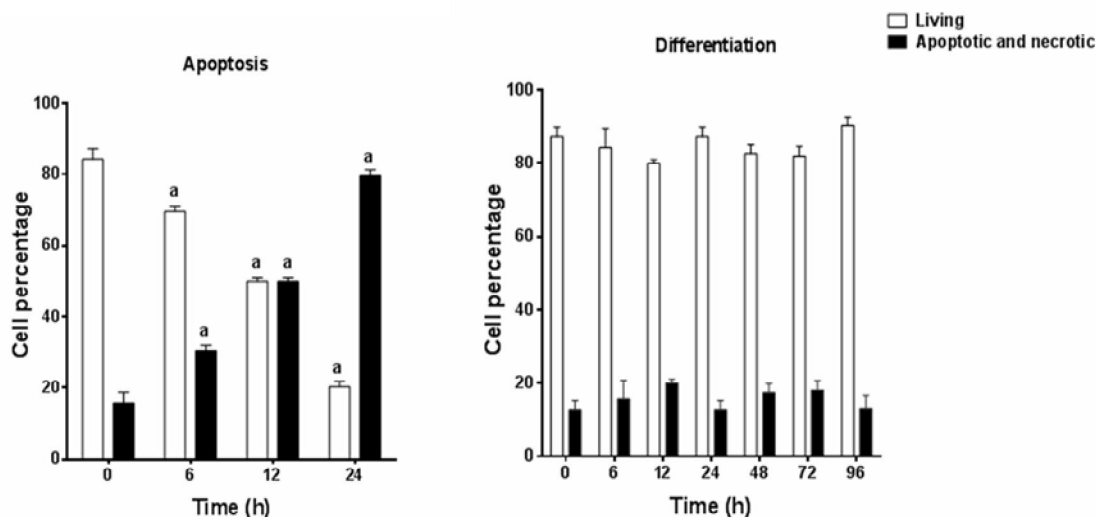 Living
Apoptotic and necrotic
Apoptosis
Cell percentage
100
80
60
40
20
0
a
a
a
a
a
a
0 6 12 24
Time (h)
Differentiation
Cell percentage
100
80
60
40
20
0
0 6 12 24 48 72 96
Time (h)